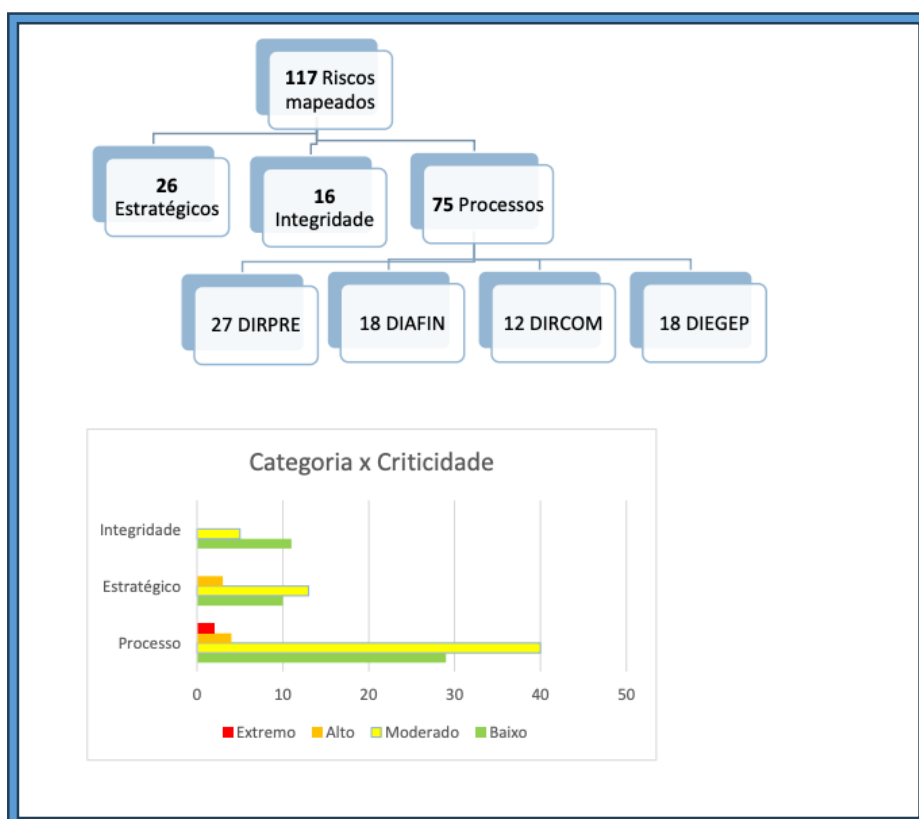 117 Riscos
mapeados
26
Estratégicos
16
Integridade
75 Processos
27 DIRPRE
18 DIAFIN
12 DIRCOM
18 DIEGEP
Categoria x Criticidade
Integridade
Estratégico
Processo
0 10 20 30 40 50
Extremo Alto Moderado Baixo